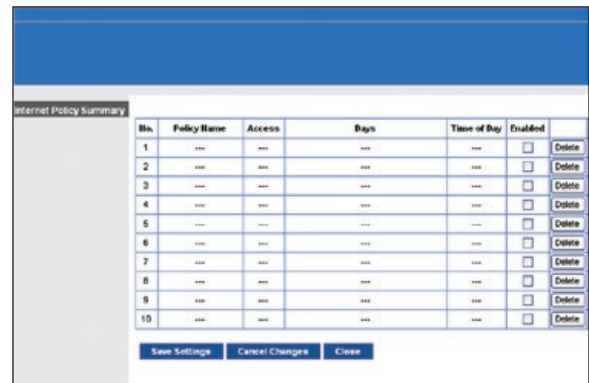 Internet Policy Summary
No. Policy Name Access Days Time of Day Enabled
1 --- --- --- --- Delete
2 --- --- --- --- Delete
3 --- --- --- --- Delete
4 --- --- --- --- Delete
5 --- --- --- --- Delete
6 --- --- --- --- Delete
7 --- --- --- --- Delete
8 --- --- --- --- Delete
9 --- --- --- --- Delete
10 --- --- --- --- Delete
Save Settings Cancel Changes Close